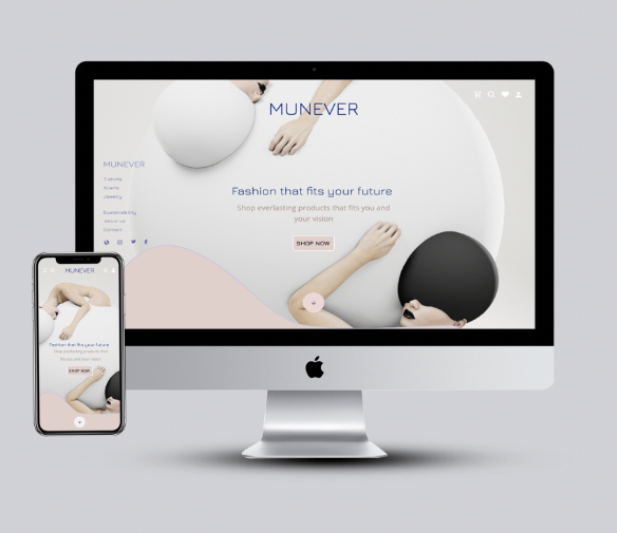 MUNEVER
MUNEVER
T-shirts
Scarfs
Jewelry
Sustainability
About us
Contact
Fashion that fits your future
Shop everlasting products that fits you and
your vision
SHOP NOW
MUNEVER
Fashion that fits your future
Shop everlasting products that
fits you and your vision
SHOP NOW